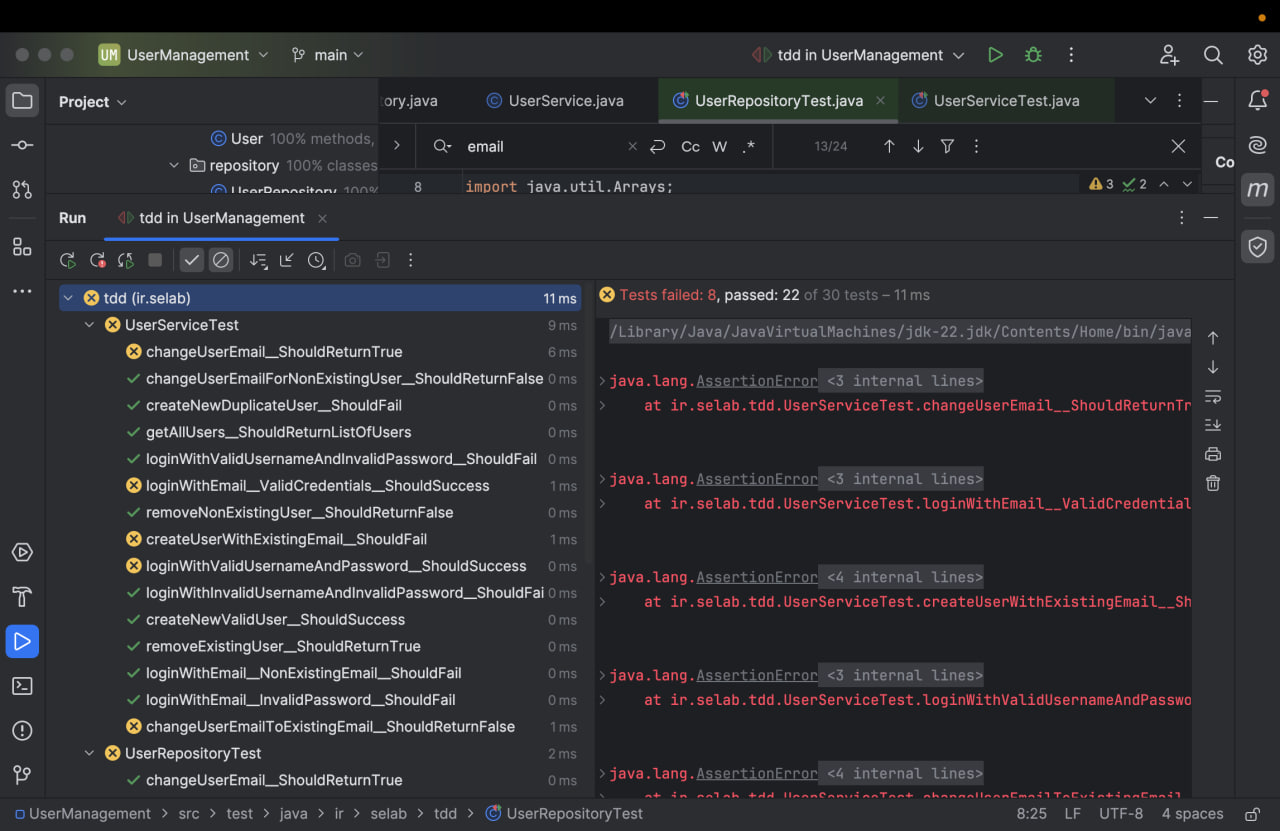 UM UserManagement main tdd in UserManagement
Project
ory.java UserService.java UserRepositoryTest.java UserServiceTest.java
User 100% methods,
repository 100% classes
email Cc W .* 13/24
Co
8 import java.util.Arrays; 3 2
m
Run tdd in UserManagement
tdd (ir.selab) 11 ms
UserServiceTest 9 ms
changeUserEmail__ShouldReturnTrue 6 ms
changeUserEmailForNonExistingUser__ShouldReturnFalse 0 ms
createNewDuplicateUser__ShouldFail 0 ms
getAllUsers__ShouldReturnListOfUsers 0 ms
loginWithValidUsernameAndInvalidPassword__ShouldFail 0 ms
loginWithEmail__ValidCredentials__ShouldSuccess 1 ms
removeNonExistingUser__ShouldReturnFalse 0 ms
createUserWithExistingEmail__ShouldFail 1 ms
loginWithValidUsernameAndPassword__ShouldSuccess 0 ms
loginWithInvalidUsernameAndInvalidPassword__ShouldFai 0 ms
createNewValidUser__ShouldSuccess 0 ms
removeExistingUser__ShouldReturnTrue 0 ms
loginWithEmail__NonExistingEmail__ShouldFail 0 ms
loginWithEmail__InvalidPassword__ShouldFail 0 ms
changeUserEmailToExistingEmail__ShouldReturnFalse 1 ms
UserRepositoryTest 2 ms
changeUserEmail__ShouldReturnTrue 0 ms
Tests failed: 8, passed: 22 of 30 tests – 11 ms
/Library/Java/JavaVirtualMachines/jdk-22.jdk/Contents/Home/bin/java
java.lang.AssertionError <3 internal lines>
at ir.selab.tdd.UserServiceTest.changeUserEmail__ShouldReturnTr
java.lang.AssertionError <3 internal lines>
at ir.selab.tdd.UserServiceTest.loginWithEmail__ValidCredential
java.lang.AssertionError <4 internal lines>
at ir.selab.tdd.UserServiceTest.createUserWithExistingEmail__Sh
java.lang.AssertionError <3 internal lines>
at ir.selab.tdd.UserServiceTest.loginWithValidUsernameAndPasswo
java.lang.AssertionError <4 internal lines>
at ir.selab.tdd.UserServiceTest.changeUserEmailToExistingEmail
UserManagement > src > test > java > ir > selab > tdd > UserRepositoryTest 8:25 LF UTF-8 4 spaces